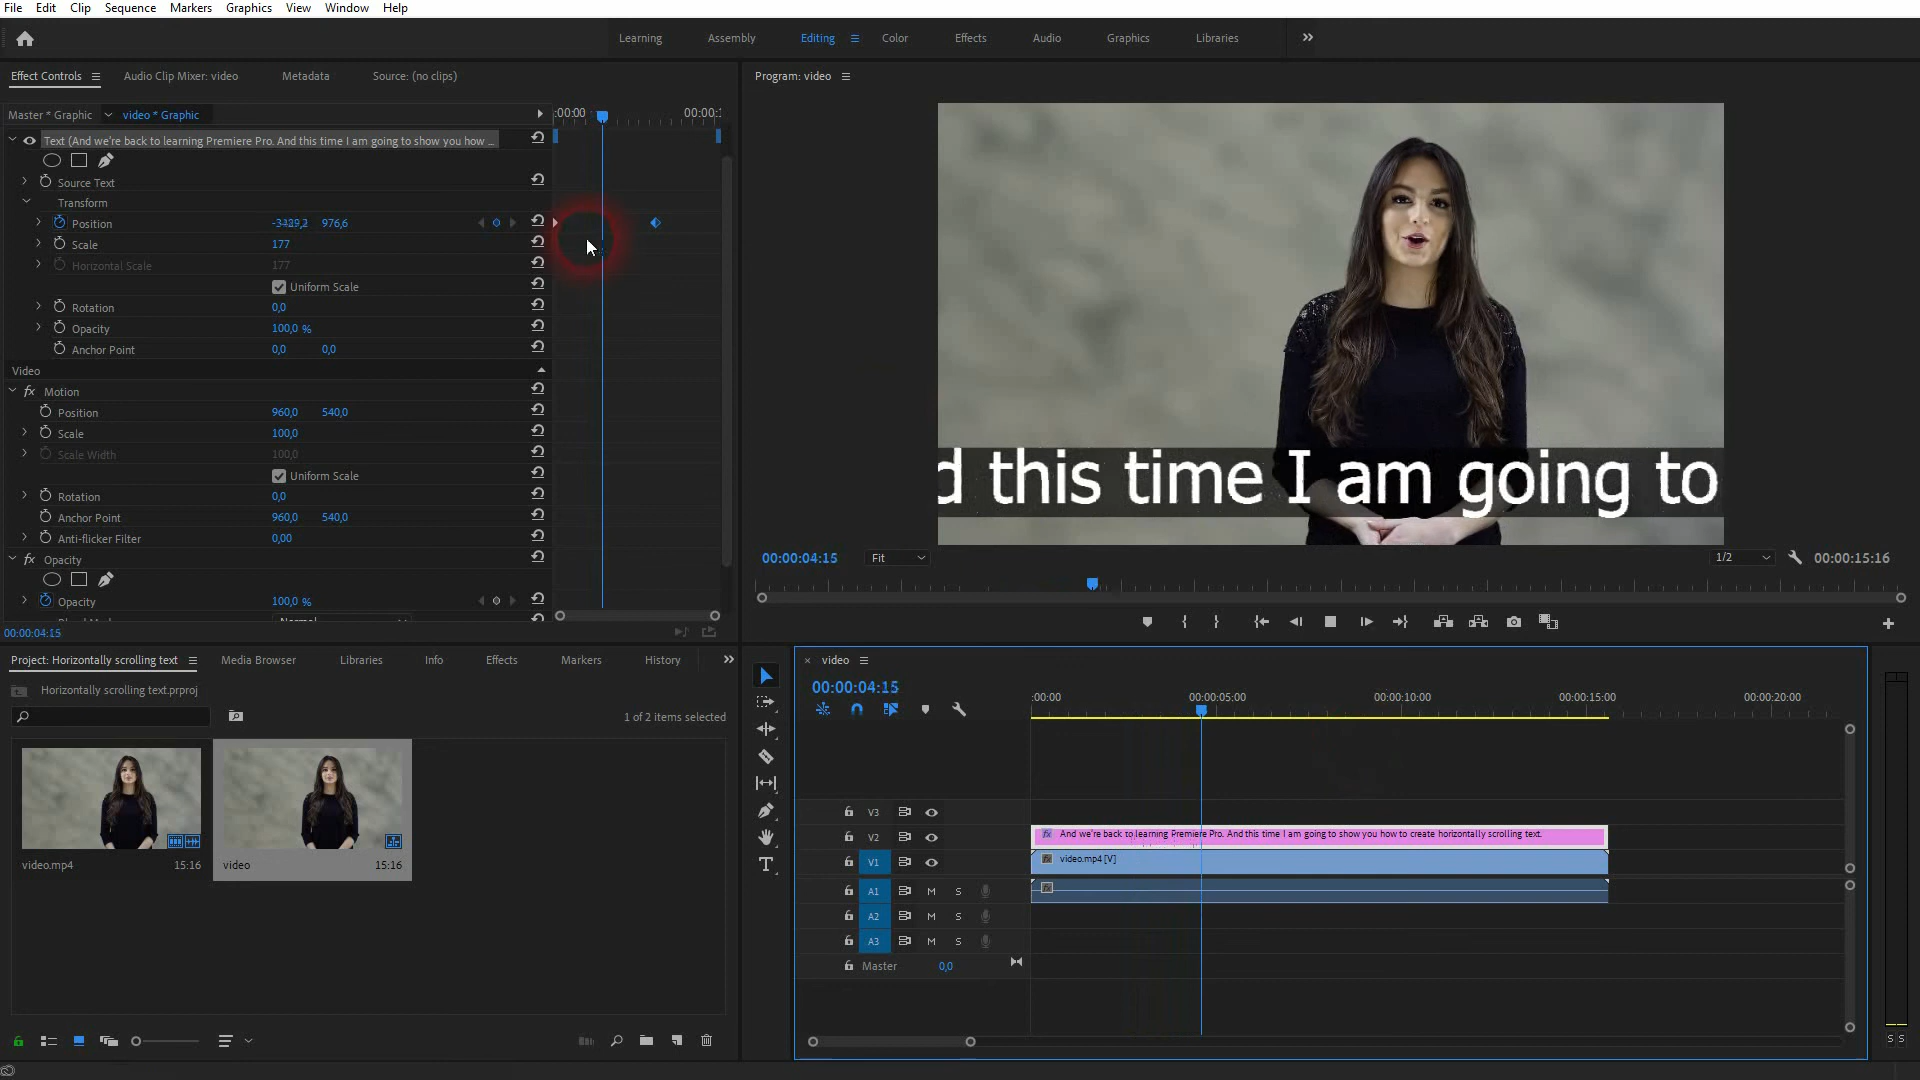 File Edit Clip Sequence Markers Graphics View Window Help
Learning Assembly Editing Color Effects Audio Graphics Libraries
Effect Controls Audio Clip Mixer: video Metadata Source: (no clips)
Program: video
Master * Graphic video * Graphic :00:00 00:00:1
Text (And we're back to learning Premiere Pro. And this time I am going to show you how ...
Source Text
Transform
Position 976,6
Scale 177
Horizontal Scale 177
Uniform Scale
Rotation 0,0
Opacity 100,0 %
Anchor Point 0,0 0,0
Video
fx Motion
Position 960,0 540,0
Scale 100,0
Scale Width 100,0
Uniform Scale
Rotation 0,0
Anchor Point 960,0 540,0
Anti-flicker Filter 0,00
fx Opacity
Opacity 100,0 %
00:00:04:15
d this time I am going to
00:00:04:15 Fit 1/2 00:00:15:16
Project: Horizontally scrolling text Media Browser Libraries Info Effects Markers History
Horizontally scrolling text.prproj
1 of 2 items selected
video.mp4 15:16
video 15:16
video
00:00:04:15
:00:00 00:00:05:00 00:00:10:00 00:00:15:00 00:00:20:00
V3
V2 fx And we're back to learning Premiere Pro. And this time I am going to show you how to create horizontally scrolling text.
V1 fx video.mp4 [V]
A1 M S fx
A2 M S
A3 M S
Master 0,0
S S